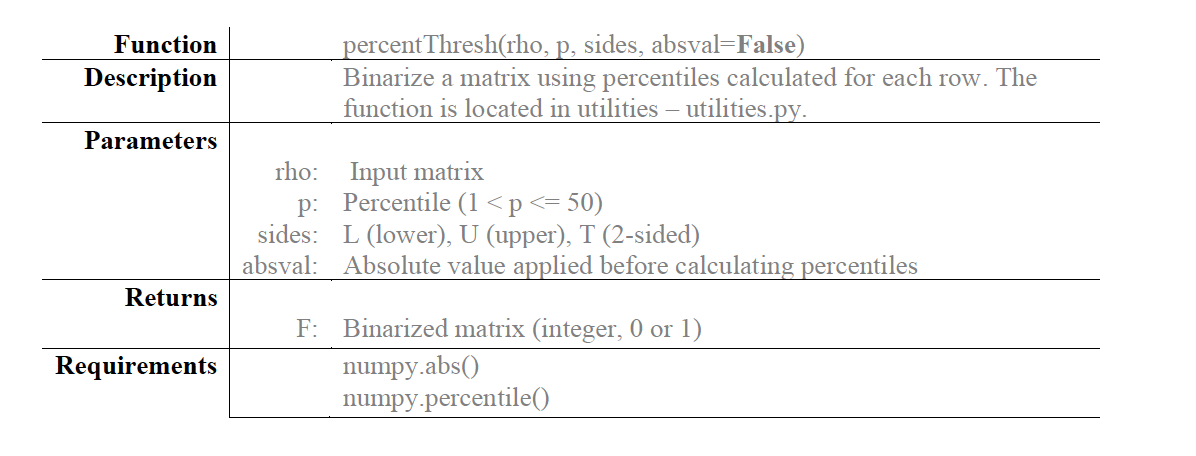 Function percentThresh(rho, p, sides, absval=False)
Description Binarize a matrix using percentiles calculated for each row. The
function is located in utilities – utilities.py.
Parameters
rho: Input matrix
p: Percentile (1 < p <= 50)
sides: L (lower), U (upper), T (2-sided)
absval: Absolute value applied before calculating percentiles
Returns
F: Binarized matrix (integer, 0 or 1)
Requirements numpy.abs()
numpy.percentile()